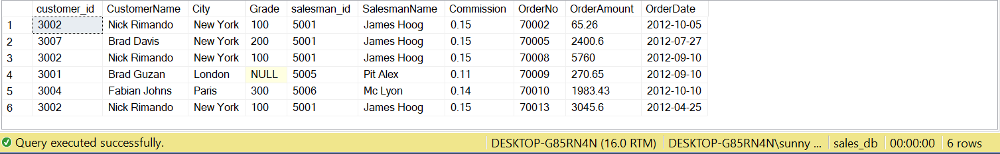 customer_id CustomerName City Grade salesman_id SalesmanName Commission OrderNo OrderAmount OrderDate
1 3002 Nick Rimando New York 100 5001 James Hoog 0.15 70002 65.26 2012-10-05
2 3007 Brad Davis New York 200 5001 James Hoog 0.15 70005 2400.6 2012-07-27
3 3002 Nick Rimando New York 100 5001 James Hoog 0.15 70008 5760 2012-09-10
4 3001 Brad Guzan London NULL 5005 Pit Alex 0.11 70009 270.65 2012-09-10
5 3004 Fabian Johns Paris 300 5006 Mc Lyon 0.14 70010 1983.43 2012-10-10
6 3002 Nick Rimando New York 100 5001 James Hoog 0.15 70013 3045.6 2012-04-25
Query executed successfully. DESKTOP-G85RN4N (16.0 RTM) DESKTOP-G85RN4N\sunny ... sales_db 00:00:00 6 rows